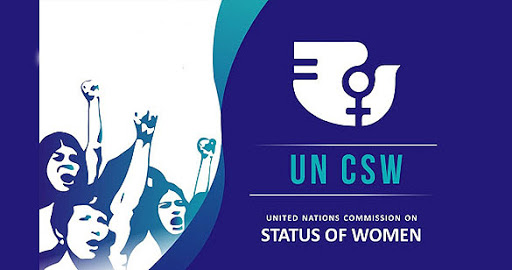 UN CSW
UNITED NATIONS COMMISSION ON
STATUS OF WOMEN